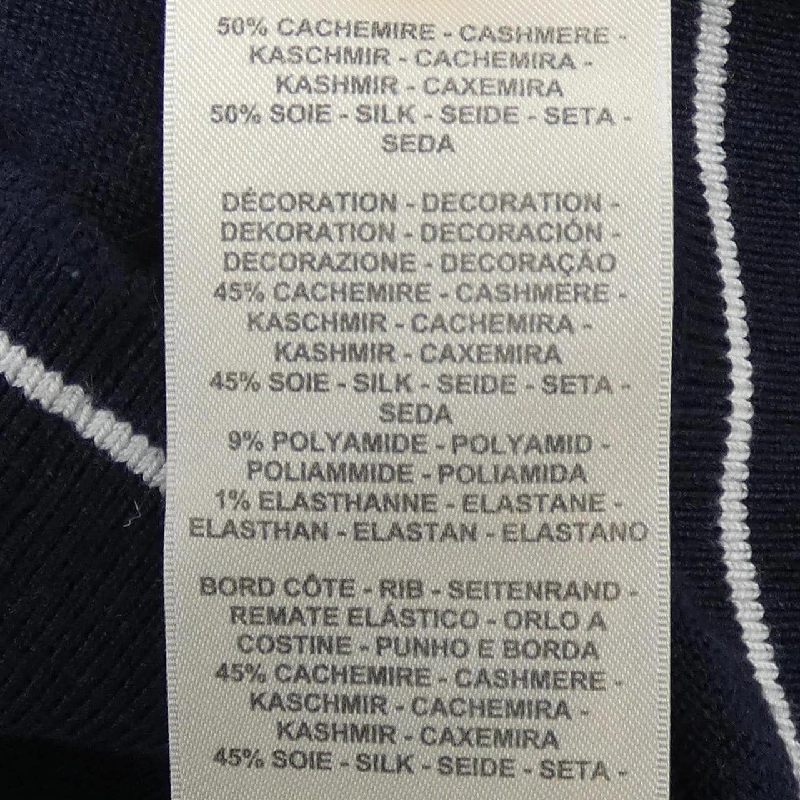 50% CACHEMIRE - CASHMERE -
KASCHMIR - CACHEMIRA -
KASHMIR - CAXEMIRA
50% SOIE - SILK - SEIDE - SETA -
SEDA
DÉCORATION - DECORATION -
DEKORATION - DECORACIÓN -
DECORAZIONE - DECORAÇÃO
45% CACHEMIRE - CASHMERE -
KASCHMIR - CACHEMIRA -
KASHMIR - CAXEMIRA
45% SOIE - SILK - SEIDE - SETA -
SEDA
9% POLYAMIDE - POLYAMID -
POLIAMMIDE - POLIAMIDA
1% ELASTHANNE - ELASTANE -
ELASTHAN - ELASTAN - ELASTANO
BORD CÔTE - RIB - SEITENRAND -
REMATE ELÁSTICO - ORLO A
COSTINE - PUNHO E BORDA
45% CACHEMIRE - CASHMERE -
KASCHMIR - CACHEMIRA -
KASHMIR - CAXEMIRA
45% SOIE - SILK - SEIDE - SETA -